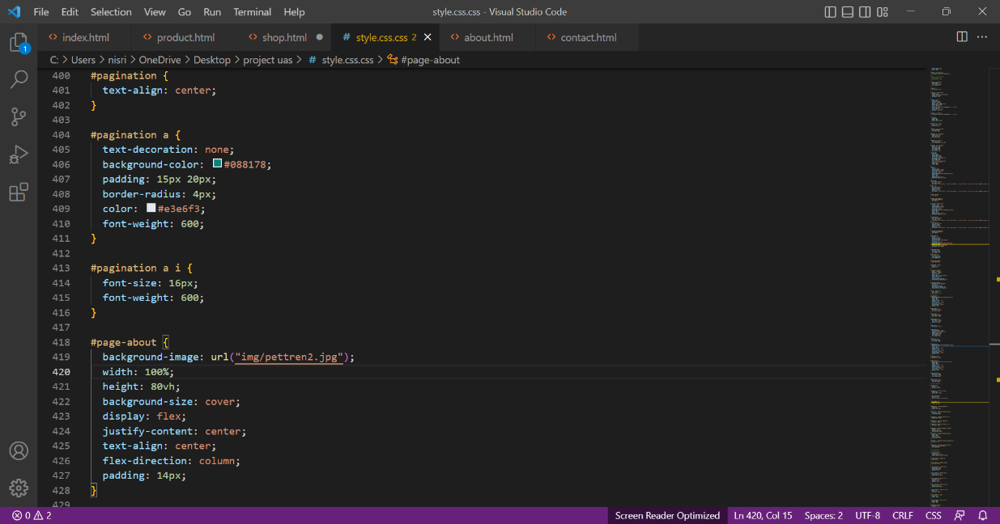 File Edit Selection View Go Run Terminal Help style.css.css - Visual Studio Code
index.html product.html shop.html # style.css.css 2 about.html contact.html
1
C: > Users > nisri > OneDrive > Desktop > project uas > # style.css.css > #page-about
400 #pagination {
401 text-align: center;
402 }
403
404 #pagination a {
405 text-decoration: none;
406 background-color: #088178;
407 padding: 15px 20px;
408 border-radius: 4px;
409 color: #e3e6f3;
410 font-weight: 600;
411 }
412
413 #pagination a i {
414 font-size: 16px;
415 font-weight: 600;
416 }
417
418 #page-about {
419 background-image: url("img/pettren2.jpg");
420 width: 100%;
421 height: 80vh;
422 background-size: cover;
423 display: flex;
424 justify-content: center;
425 text-align: center;
426 flex-direction: column;
427 padding: 14px;
428 }
429
0 2 Screen Reader Optimized Ln 420, Col 15 Spaces: 2 UTF-8 CRLF CSS